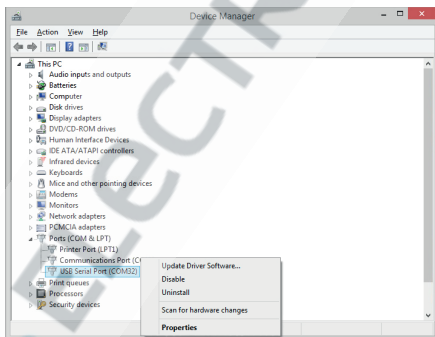 Device Manager
File Action View Help
This PC
Audio inputs and outputs
Batteries
Computer
Disk drives
Display adapters
DVD/CD-ROM drives
Human Interface Devices
IDE ATA/ATAPI controllers
Infrared devices
Keyboards
Mice and other pointing devices
Modems
Monitors
Network adapters
PCMCIA adapters
Ports (COM & LPT)
Printer Port (LPT1)
Communications Port (CO
USB Serial Port (COM32)
Print queues
Processors
Security devices
Update Driver Software...
Disable
Uninstall
Scan for hardware changes
Properties
ELECTR